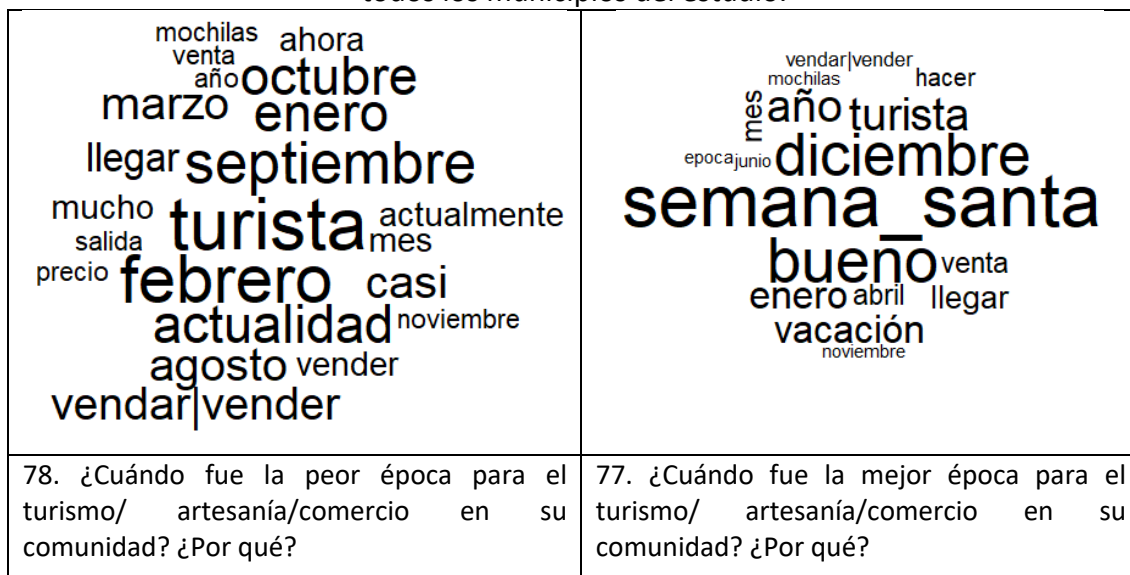 todos los municipios del estudio.
mochilas ahora
venta
año octubre
marzo enero
llegar septiembre
mucho turista actualmente
salida mes
precio febrero casi
actualidad noviembre
agosto vender
vendar|vender
78. ¿Cuándo fue la peor época para el
turismo/ artesanía/comercio en su
comunidad? ¿Por qué?
vendar|vender
mochilas hacer
mes año turista
epoca junio diciembre
semana_santa
bueno venta
enero abril llegar
vacación
noviembre
77. ¿Cuándo fue la mejor época para el
turismo/ artesanía/comercio en su
comunidad? ¿Por qué?